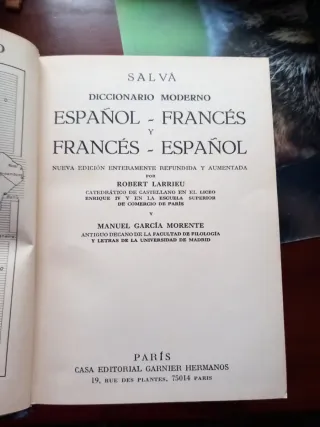 SALVÁ
DICCIONARIO MODERNO
ESPAÑOL - FRANCÉS
Y
FRANCÉS - ESPAÑOL
NUEVA EDICIÓN ENTERAMENTE REFUNDIDA Y AUMENTADA
POR
ROBERT LARRIEU
CATEDRÁTICO DE CASTELLANO EN EL LICEO
ENRIQUE IV Y EN LA ESCUELA SUPERIOR
DE COMERCIO DE PARÍS
Y
MANUEL GARCÍA MORENTE
ANTIGUO DECANO DE LA FACULTAD DE FILOLOGÍA
Y LETRAS DE LA UNIVERSIDAD DE MADRID
PARÍS
CASA EDITORIAL GARNIER HERMANOS
19, RUE DES PLANTES, 75014 PARIS